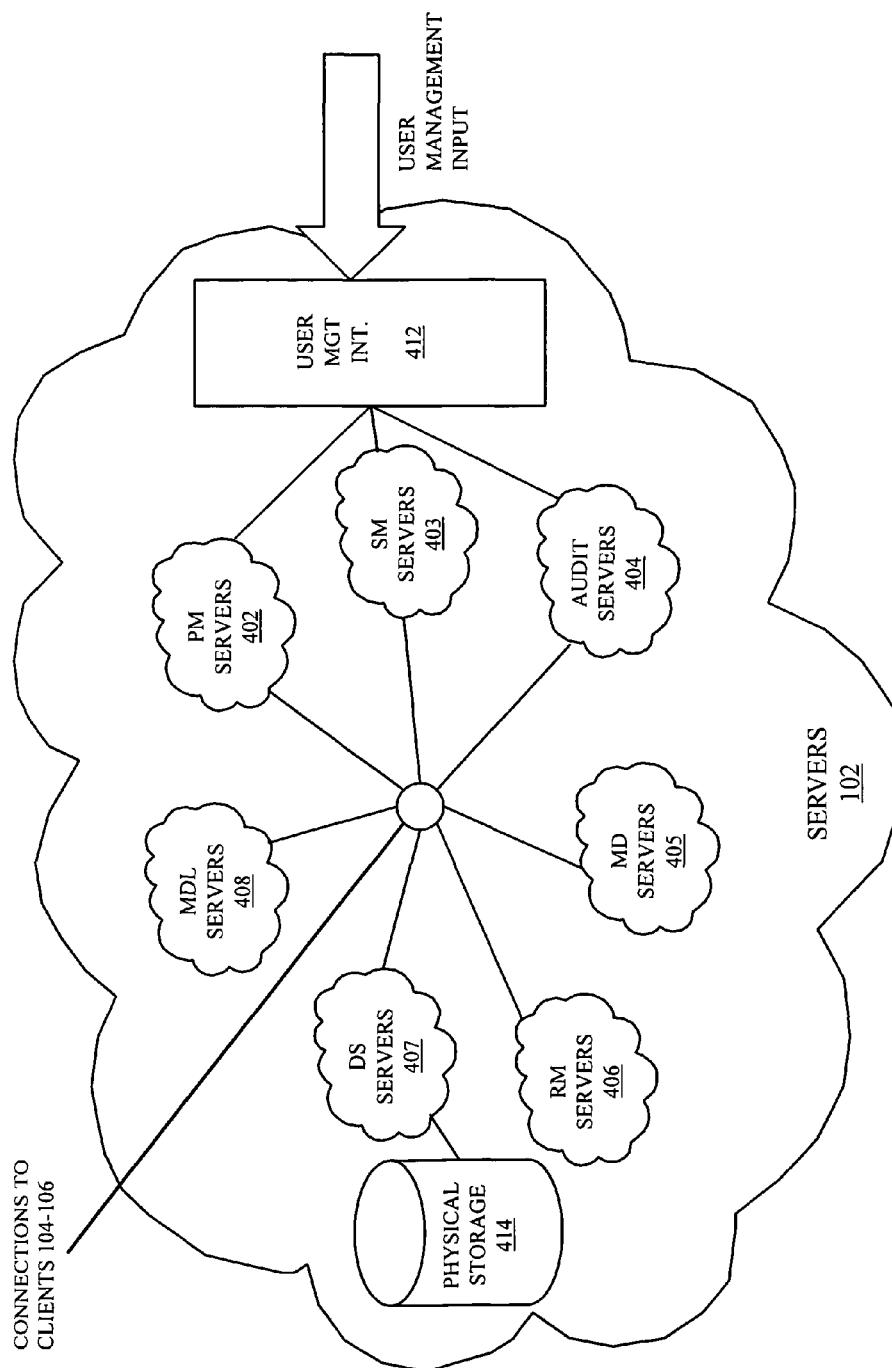 CONNECTIONS TO
CLIENTS 104-106
MDL
SERVERS
408
PM
SERVERS
402
USER
MGT
INT.
412
USER
MANAGEMENT
INPUT
DS
SERVERS
407
SM
SERVERS
403
PHYSICAL
STORAGE
414
RM
SERVERS
406
MD
SERVERS
405
AUDIT
SERVERS
404
SERVERS
102